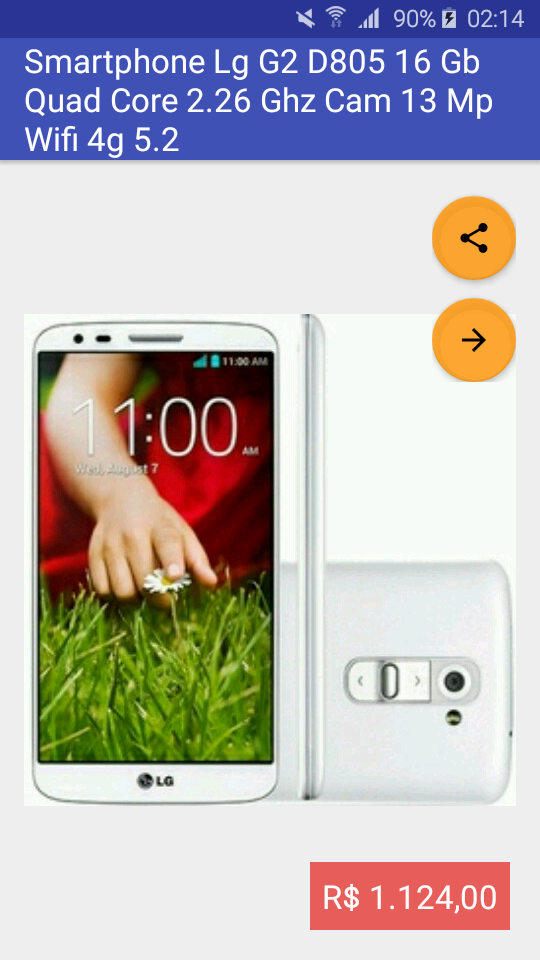 90% 02:14
Smartphone Lg G2 D805 16 Gb
Quad Core 2.26 Ghz Cam 13 Mp
Wifi 4g 5.2
11:00 AM
11:00 AM
Wed, August 7
LG
R$ 1.124,00